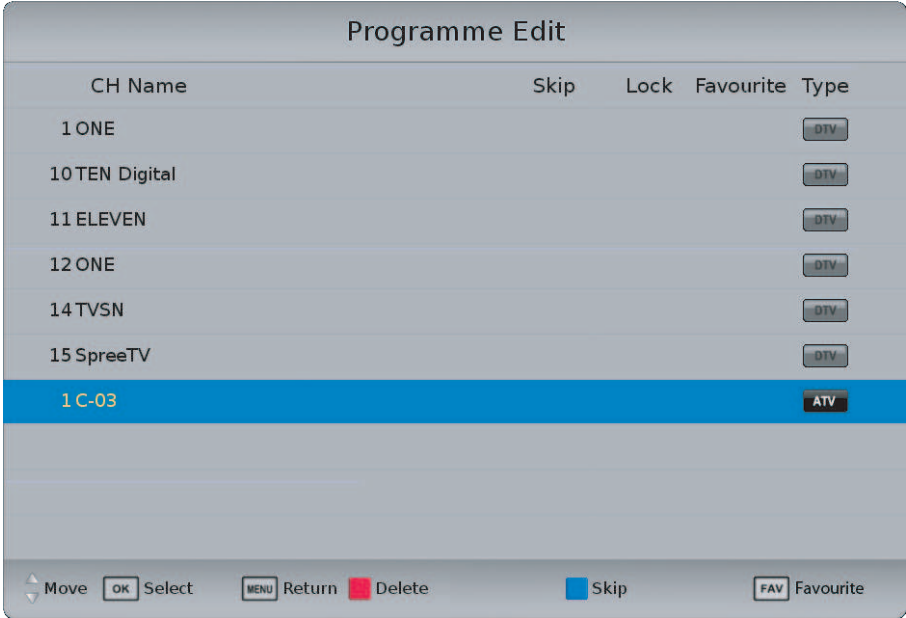 Programme Edit
CH Name Skip Lock Favourite Type
1 ONE DTV
10 TEN Digital DTV
11 ELEVEN DTV
12 ONE DTV
14 TVSN DTV
15 SpreeTV DTV
1 C-03 ATV
Move OK Select MENU Return Delete Skip FAV Favourite